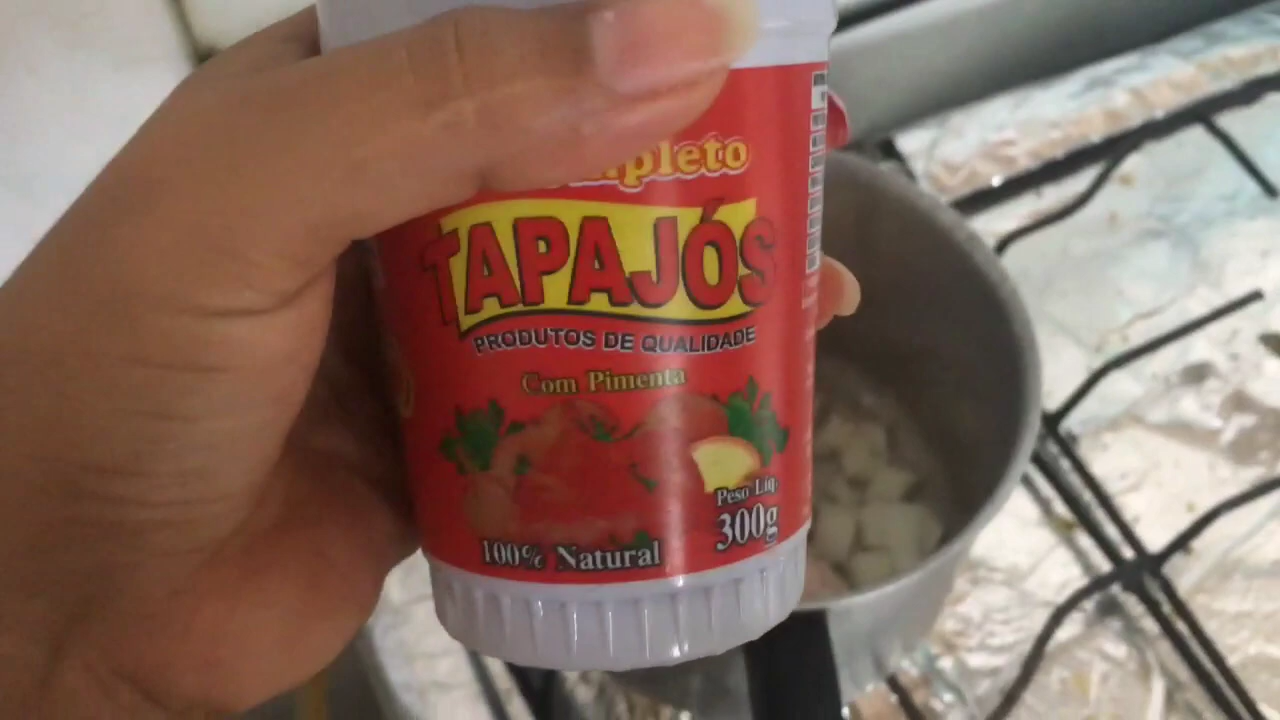 TAPAJÓS
PRODUTOS DE QUALIDADE
Com Pimenta
Peso Líq.
300g
100% Natural